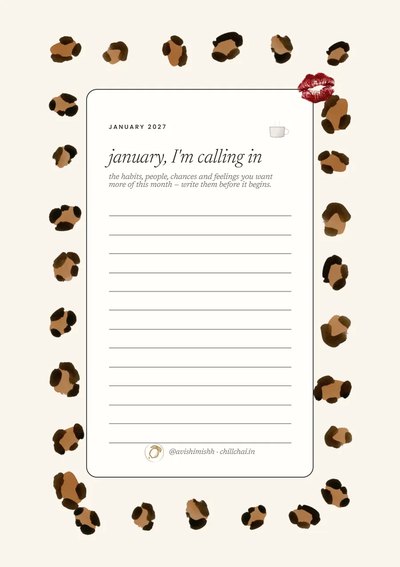 JANUARY 2027
january, I'm calling in
the habits, people, chances and feelings you want
more of this month – write them before it begins.
@avishimishh · chillchai.in